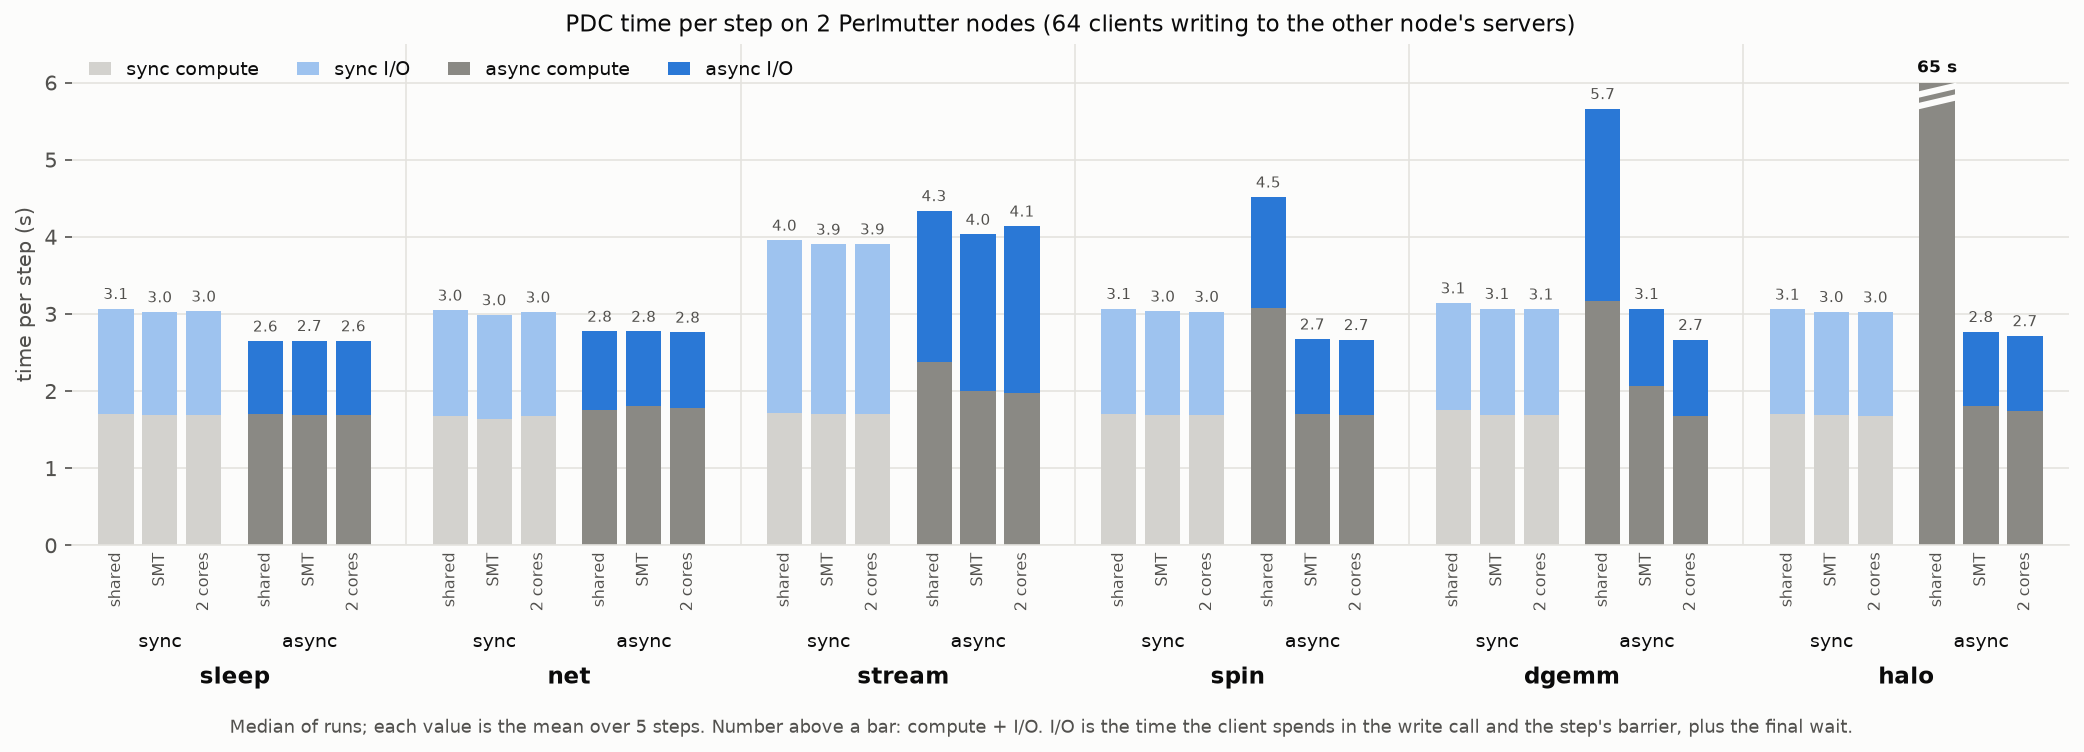 PDC time per step on 2 Perlmutter nodes (64 clients writing to the other node's servers)
sync compute sync I/O async compute async I/O
time per step (s)
6
5
4
3
2
1
0
3.1 3.0 3.0 2.6 2.7 2.6
3.0 3.0 3.0 2.8 2.8 2.8
4.0 3.9 3.9 4.3 4.0 4.1
3.1 3.0 3.0 4.5 2.7 2.7
3.1 3.1 3.1 5.7 3.1 2.7
3.1 3.0 3.0 65 s 2.8 2.7
shared SMT 2 cores shared SMT 2 cores
shared SMT 2 cores shared SMT 2 cores
shared SMT 2 cores shared SMT 2 cores
shared SMT 2 cores shared SMT 2 cores
shared SMT 2 cores shared SMT 2 cores
shared SMT 2 cores shared SMT 2 cores
sync async sync async sync async sync async sync async sync async
sleep net stream spin dgemm halo
Median of runs; each value is the mean over 5 steps. Number above a bar: compute + I/O. I/O is the time the client spends in the write call and the step's barrier, plus the final wait.